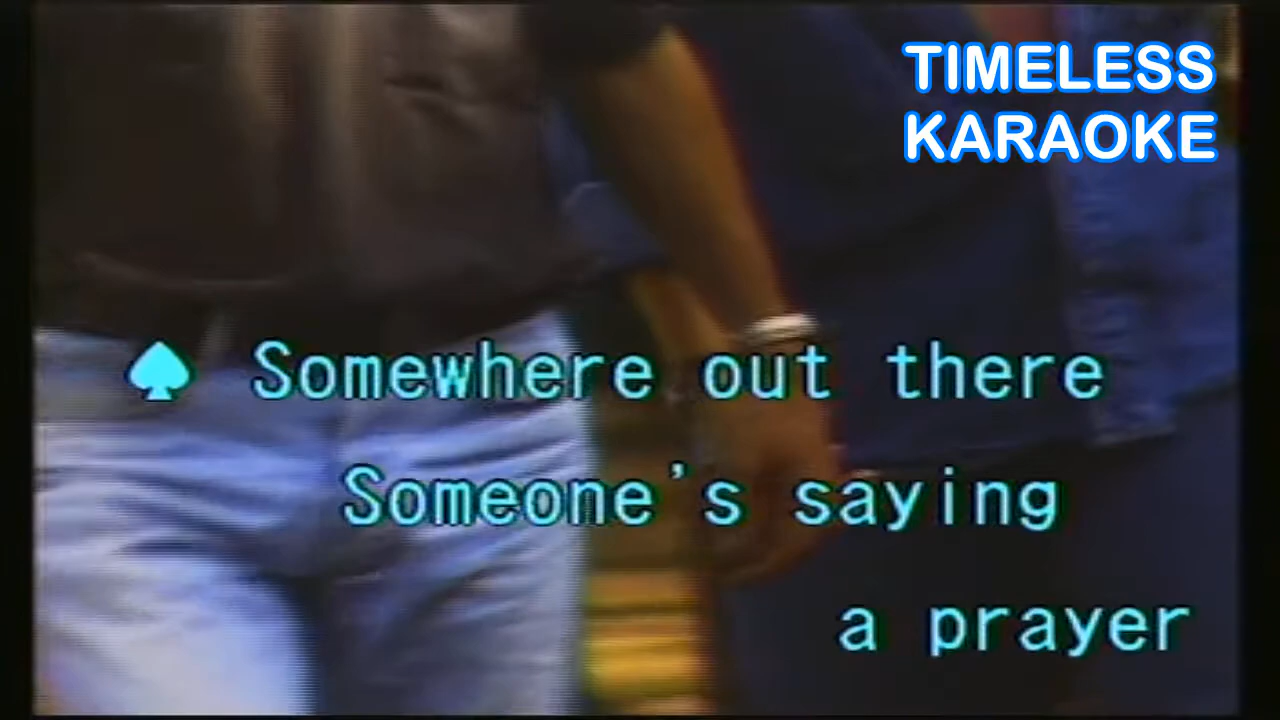 TIMELESS
KARAOKE
♠ Somewhere out there
Someone's saying
a prayer